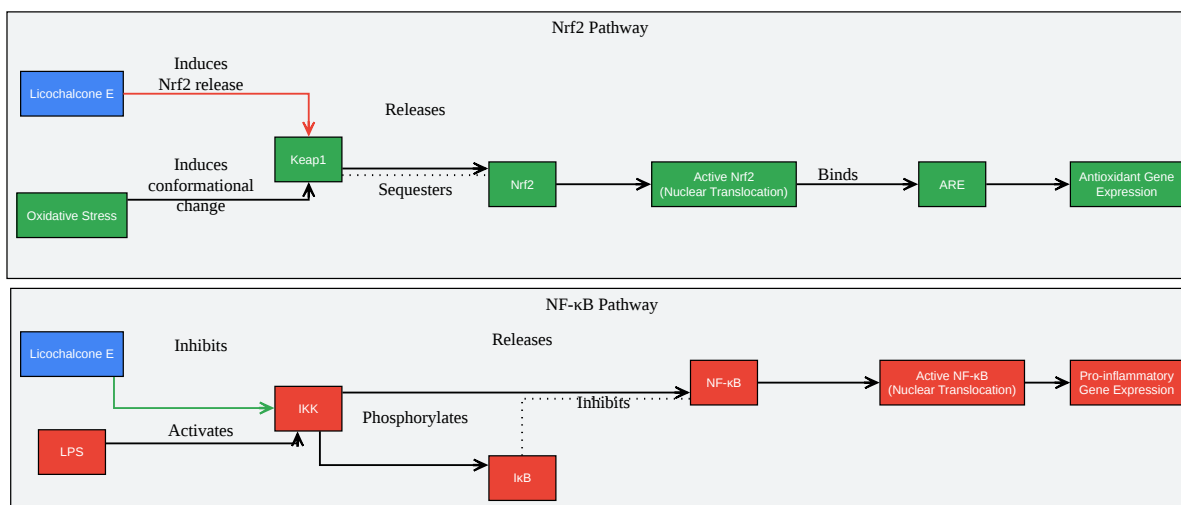 Nrf2 Pathway
Induces
Nrf2 release
Licochalcone E
Releases
Keap1
Induces
conformational
change
Sequesters
Nrf2
Active Nrf2
(Nuclear Translocation)
Binds
ARE
Antioxidant Gene
Expression
Oxidative Stress
NF-κB Pathway
Licochalcone E
Inhibits
Releases
NF-κB
Active NF-κB
(Nuclear Translocation)
Pro-inflammatory
Gene Expression
IKK
Inhibits
Phosphorylates
Activates
LPS
IκB